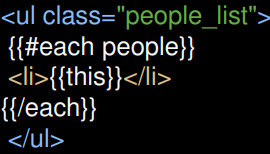 <ul class="people_list">
{{#each people}}
<li>{{this}}</li>
{{/each}}
</ul>